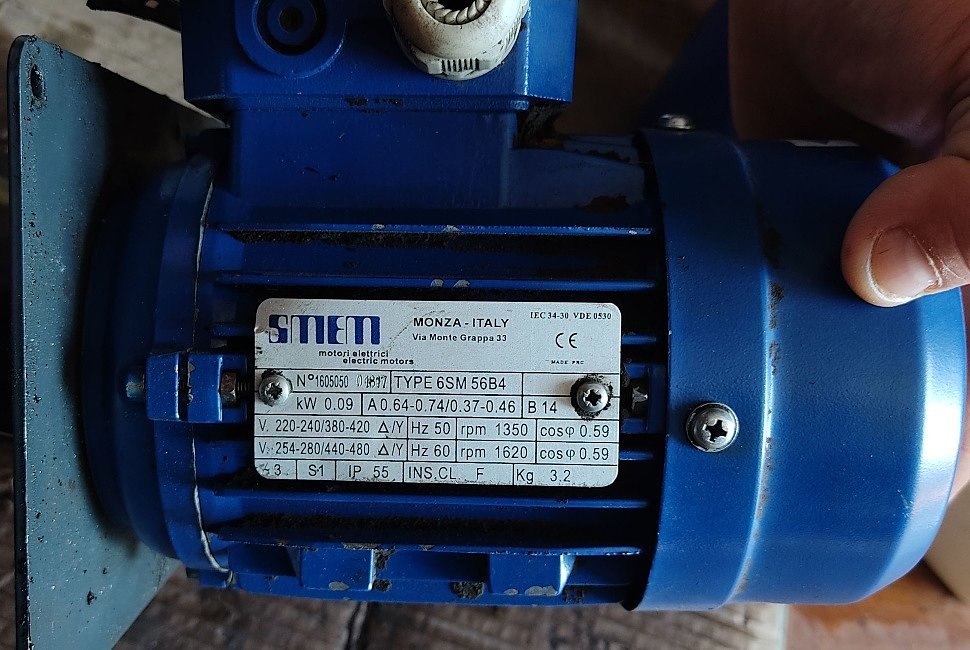 SMEM
motori elettrici
electric motors
MONZA - ITALY
Via Monte Grappa 33
IEC 34-30 VDE 0530
CE
MADE PRC
N° 1605050 TYPE 6SM 56B4
kW 0.09 A 0.64-0.74/0.37-0.46 B 14
V. 220-240/380-420 Δ/Y Hz 50 rpm 1350 cosφ 0.59
V. 254-280/440-480 Δ/Y Hz 60 rpm 1620 cosφ 0.59
3 S1 IP 55 INS.CL. F Kg 3.2